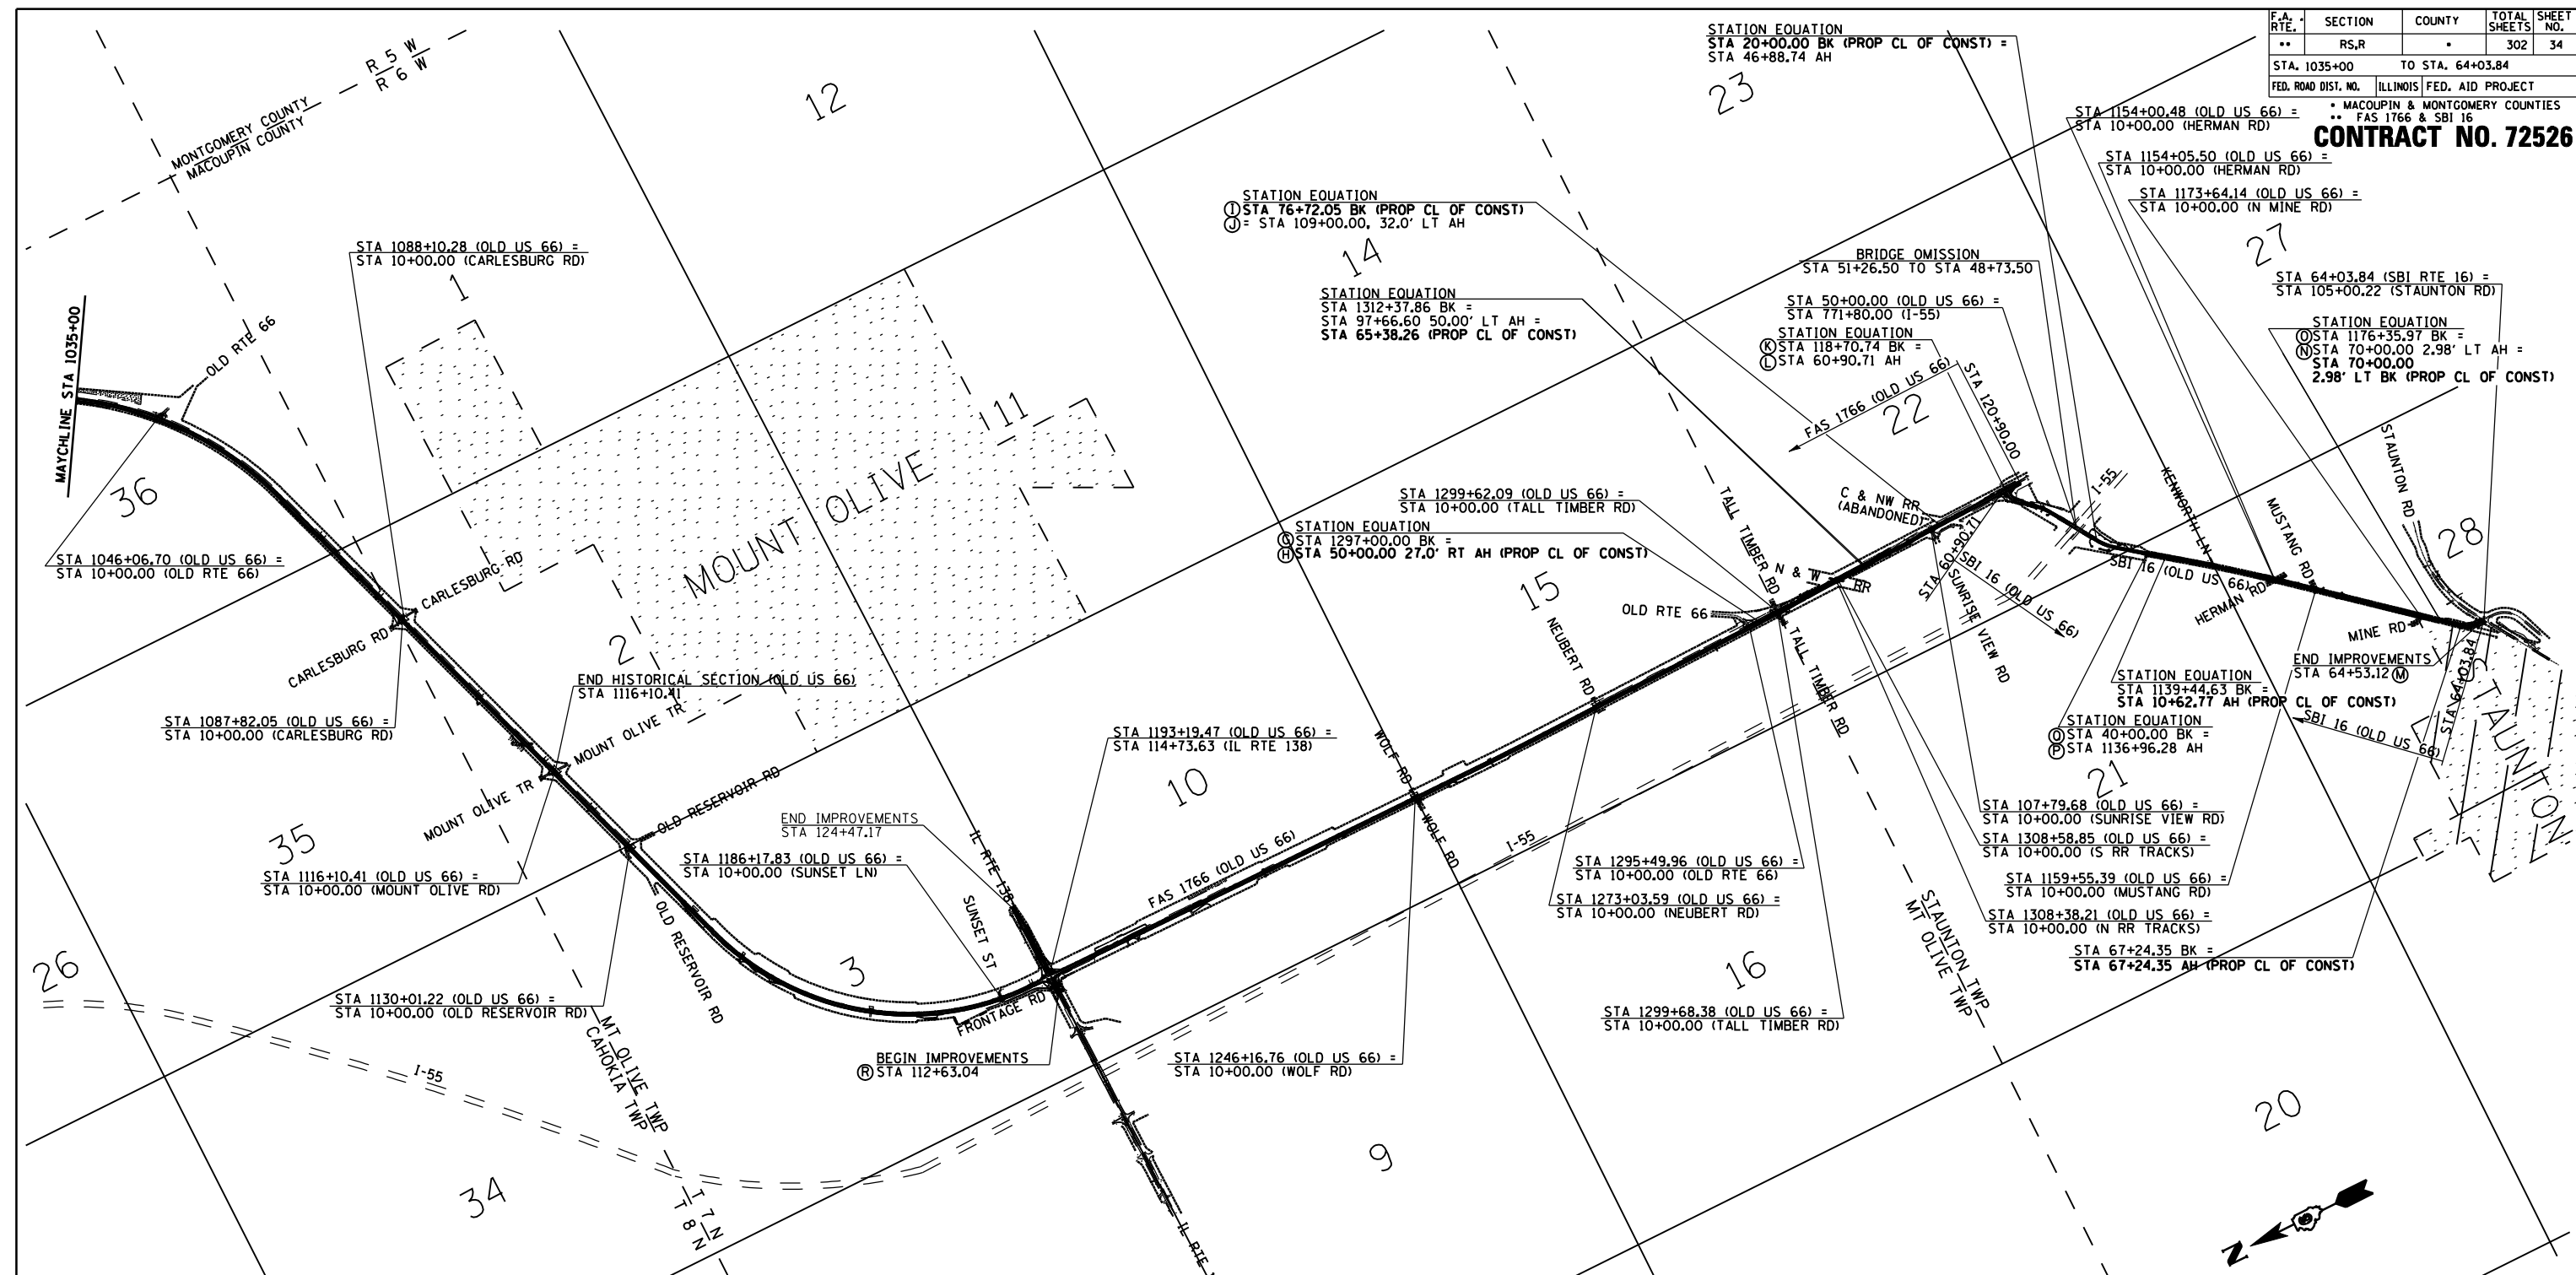 F.A. RTE. SECTION COUNTY TOTAL SHEETS SHEET NO.
•• RS,R • 302 34
STA. 1035+00 TO STA. 64+03.84
FED. ROAD DIST. NO. ILLINOIS FED. AID PROJECT
• MACOUPIN & MONTGOMERY COUNTIES
•• FAS 1766 & SBI 16
CONTRACT NO. 72526
R 5 W
R 6 W
MONTGOMERY COUNTY
MACOUPIN COUNTY
12
23
STATION EQUATION
STA 20+00.00 BK (PROP CL OF CONST) =
STA 46+88.74 AH
STA 1154+00.48 (OLD US 66) =
STA 10+00.00 (HERMAN RD)
STA 1154+05.50 (OLD US 66) =
STA 10+00.00 (HERMAN RD)
STA 1173+64.14 (OLD US 66) =
STA 10+00.00 (N MINE RD)
27
STATION EQUATION
I STA 76+72.05 BK (PROP CL OF CONST)
J = STA 109+00.00, 32.0' LT AH
14
STATION EQUATION
STA 1312+37.86 BK =
STA 97+66.60 50.00' LT AH =
STA 65+38.26 (PROP CL OF CONST)
BRIDGE OMISSION
STA 51+26.50 TO STA 48+73.50
STA 50+00.00 (OLD US 66) =
STA 771+80.00 (I-55)
STATION EQUATION
K STA 118+70.74 BK =
L STA 60+90.71 AH
STA 64+03.84 (SBI RTE 16) =
STA 105+00.22 (STAUNTON RD)
STATION EQUATION
O STA 1176+35.97 BK =
N STA 70+00.00 2.98' LT AH =
STA 70+00.00
2.98' LT BK (PROP CL OF CONST)
STA 1088+10.28 (OLD US 66) =
STA 10+00.00 (CARLESBURG RD)
1
MAYCHLINE STA 1035+00
OLD RTE 66
36
STA 1046+06.70 (OLD US 66) =
STA 10+00.00 (OLD RTE 66)
11
MOUNT OLIVE
CARLESBURG RD
CARLESBURG RD
2
STA 1087+82.05 (OLD US 66) =
STA 10+00.00 (CARLESBURG RD)
END HISTORICAL SECTION (OLD US 66)
STA 1116+10.41
MOUNT OLIVE TR
MOUNT OLIVE TR
OLD RESERVOIR RD
OLD RESERVOIR RD
35
STA 1116+10.41 (OLD US 66) =
STA 10+00.00 (MOUNT OLIVE RD)
26
STA 1130+01.22 (OLD US 66) =
STA 10+00.00 (OLD RESERVOIR RD)
I-55
MT OLIVE TWP
CAHOKIA TWP
34
T 7 N
T 8 N
END IMPROVEMENTS
STA 124+47.17
STA 1186+17.83 (OLD US 66) =
STA 10+00.00 (SUNSET LN)
3
SUNSET ST
IL RTE 138
FRONTAGE RD
R BEGIN IMPROVEMENTS
STA 112+63.04
STA 1193+19.47 (OLD US 66) =
STA 114+73.63 (IL RTE 138)
10
FAS 1766 (OLD US 66)
STA 1246+16.76 (OLD US 66) =
STA 10+00.00 (WOLF RD)
IL RTE
9
WOLF RD
WOLF RD
I-55
STA 1299+62.09 (OLD US 66) =
STA 10+00.00 (TALL TIMBER RD)
STATION EQUATION
STA 1297+00.00 BK =
H STA 50+00.00 27.0' RT AH (PROP CL OF CONST)
15
NEUBERT RD
OLD RTE 66
TALL TIMBER RD
TALL TIMBER RD
N & W RR
C & NW RR
(ABANDONED)
FAS 1766 (OLD US 66)
22
STA 120+90.00
STA 60+90.71
SBI 16 (OLD US 66)
SUNRISE VIEW RD
I-55
KENWORTH LN
SBI 16 (OLD US 66)
MUSTANG RD
HERMAN RD
STAUNTON RD
28
MINE RD
END IMPROVEMENTS
STA 64+53.12 M
STA 64+03.84
SBI 16 (OLD US 66)
STAUNTON
STATION EQUATION
STA 1139+44.63 BK =
STA 10+62.77 AH (PROP CL OF CONST)
STATION EQUATION
O STA 40+00.00 BK =
P STA 1136+96.28 AH
21
STA 107+79.68 (OLD US 66) =
STA 10+00.00 (SUNRISE VIEW RD)
STA 1308+58.85 (OLD US 66) =
STA 10+00.00 (S RR TRACKS)
STA 1159+55.39 (OLD US 66) =
STA 10+00.00 (MUSTANG RD)
STA 1308+38.21 (OLD US 66) =
STA 10+00.00 (N RR TRACKS)
STA 67+24.35 BK =
STA 67+24.35 AH (PROP CL OF CONST)
STA 1295+49.96 (OLD US 66) =
STA 10+00.00 (OLD RTE 66)
STA 1273+03.59 (OLD US 66) =
STA 10+00.00 (NEUBERT RD)
16
STA 1299+68.38 (OLD US 66) =
STA 10+00.00 (TALL TIMBER RD)
STAUNTON TWP
MT OLIVE TWP
20
N